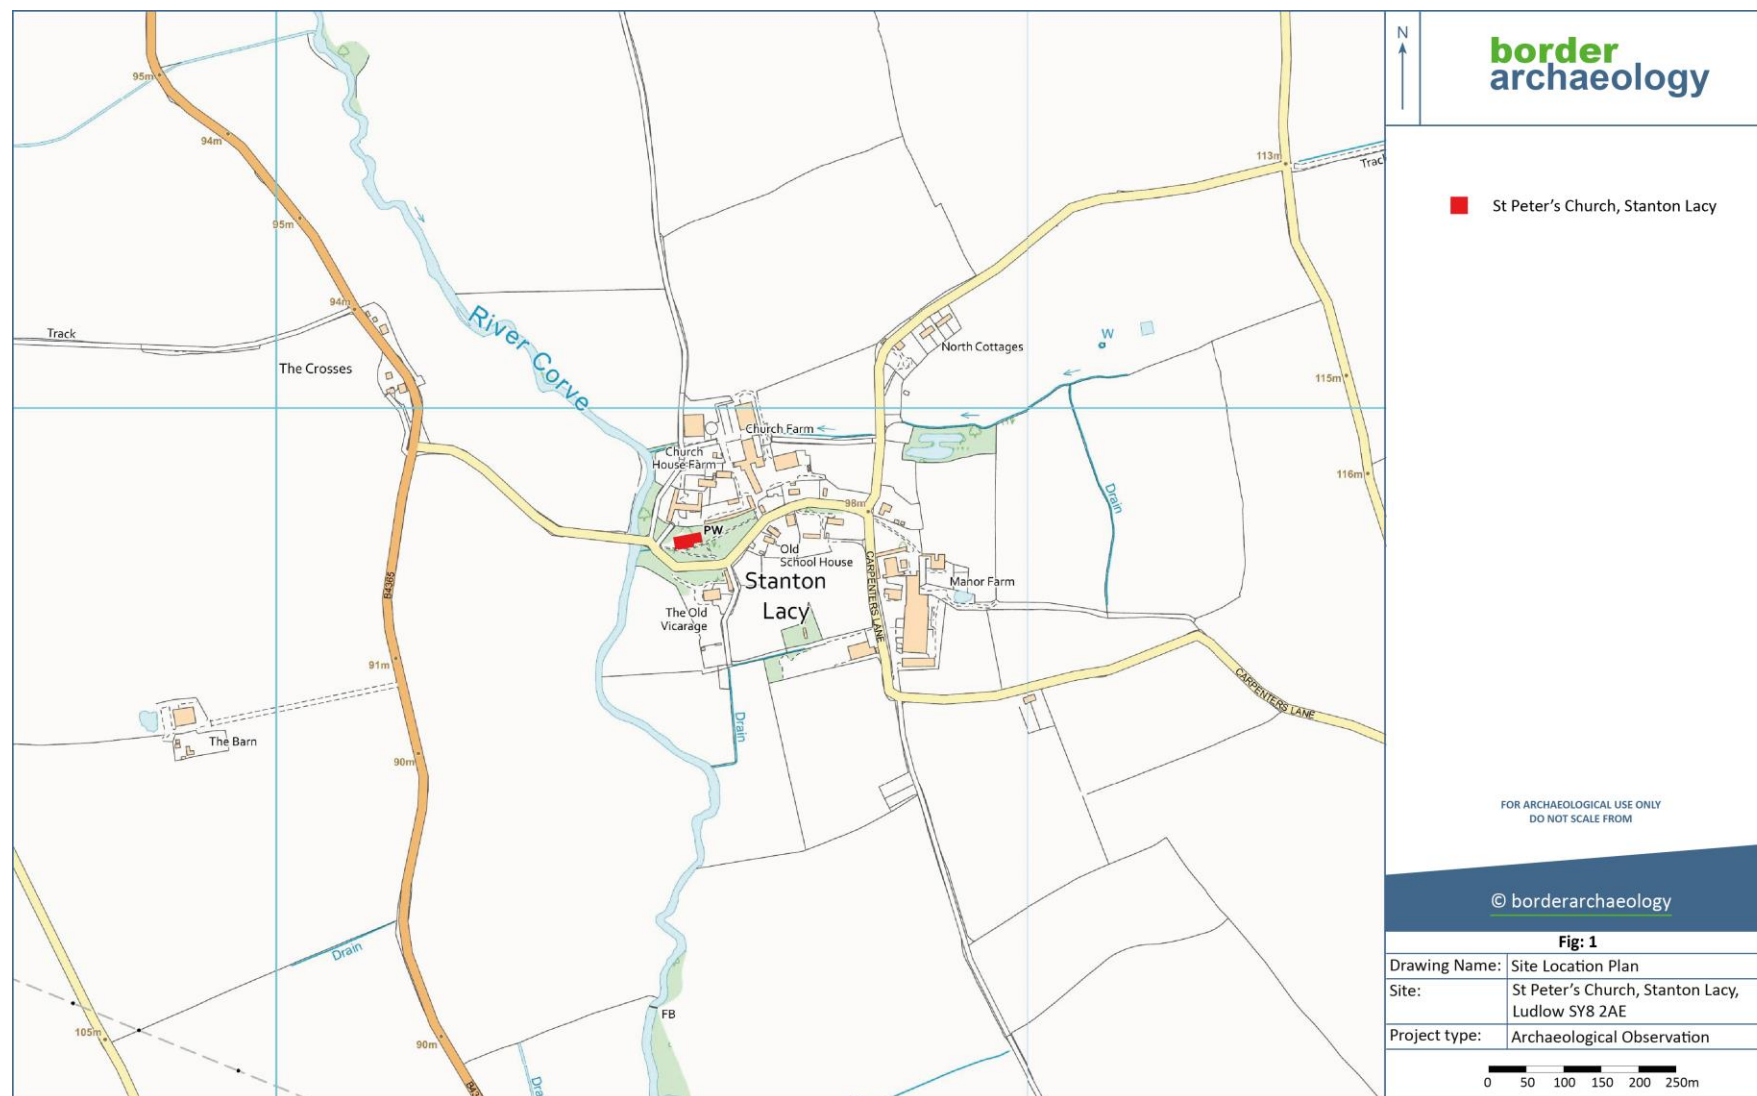 95m
94m
95m
94m
Track
The Crosses
River Corve
North Cottages
W
113m
Track
115m
116m
Church Farm
Church
House Farm
98m
PW
Old
School House
Stanton
Lacy
The Old
Vicarage
CARPENTERS LANE
Manor Farm
Drain
CARPENTERS LANE
B4365
91m
The Barn
90m
Drain
Drain
105m
90m
FB
Dra
B43
N
border
archaeology
St Peter's Church, Stanton Lacy
FOR ARCHAEOLOGICAL USE ONLY
DO NOT SCALE FROM
© borderarchaeology
Fig: 1
Drawing Name: Site Location Plan
Site: St Peter's Church, Stanton Lacy,
Ludlow SY8 2AE
Project type: Archaeological Observation
0 50 100 150 200 250m